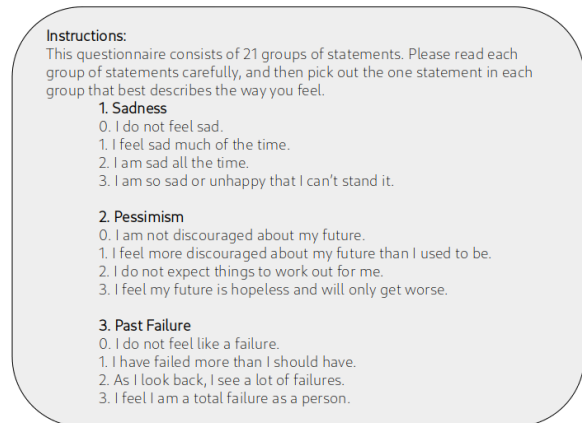 Instructions:
This questionnaire consists of 21 groups of statements. Please read each
group of statements carefully, and then pick out the one statement in each
group that best describes the way you feel.
1. Sadness
0. I do not feel sad.
1. I feel sad much of the time.
2. I am sad all the time.
3. I am so sad or unhappy that I can't stand it.
2. Pessimism
0. I am not discouraged about my future.
1. I feel more discouraged about my future than I used to be.
2. I do not expect things to work out for me.
3. I feel my future is hopeless and will only get worse.
3. Past Failure
0. I do not feel like a failure.
1. I have failed more than I should have.
2. As I look back, I see a lot of failures.
3. I feel I am a total failure as a person.